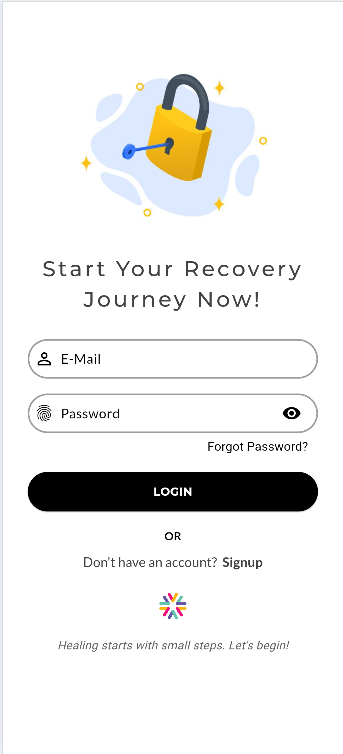 Start Your Recovery
Journey Now!
E-Mail
Password
Forgot Password?
LOGIN
OR
Don't have an account? Signup
Healing starts with small steps. Let's begin!